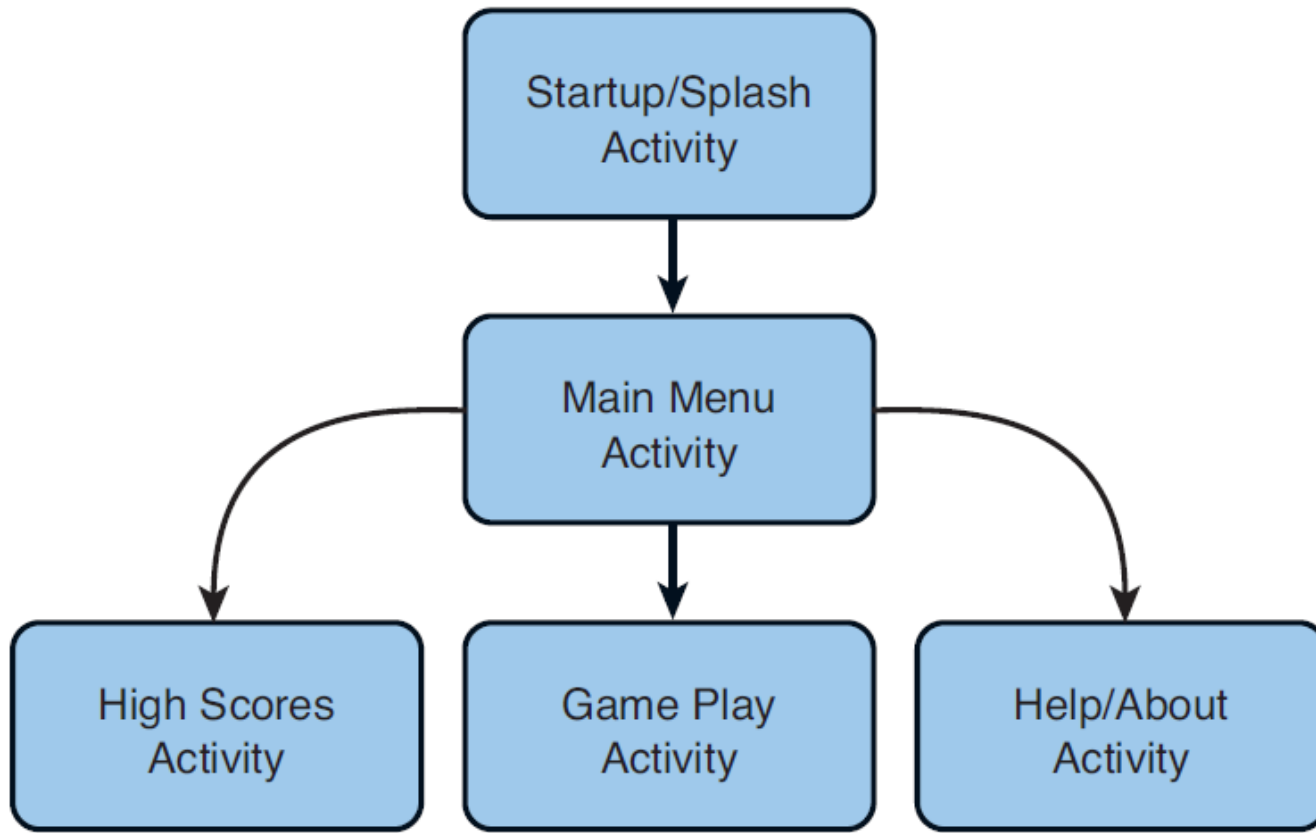 Startup/Splash
Activity
Main Menu
Activity
High Scores
Activity
Game Play
Activity
Help/About
Activity